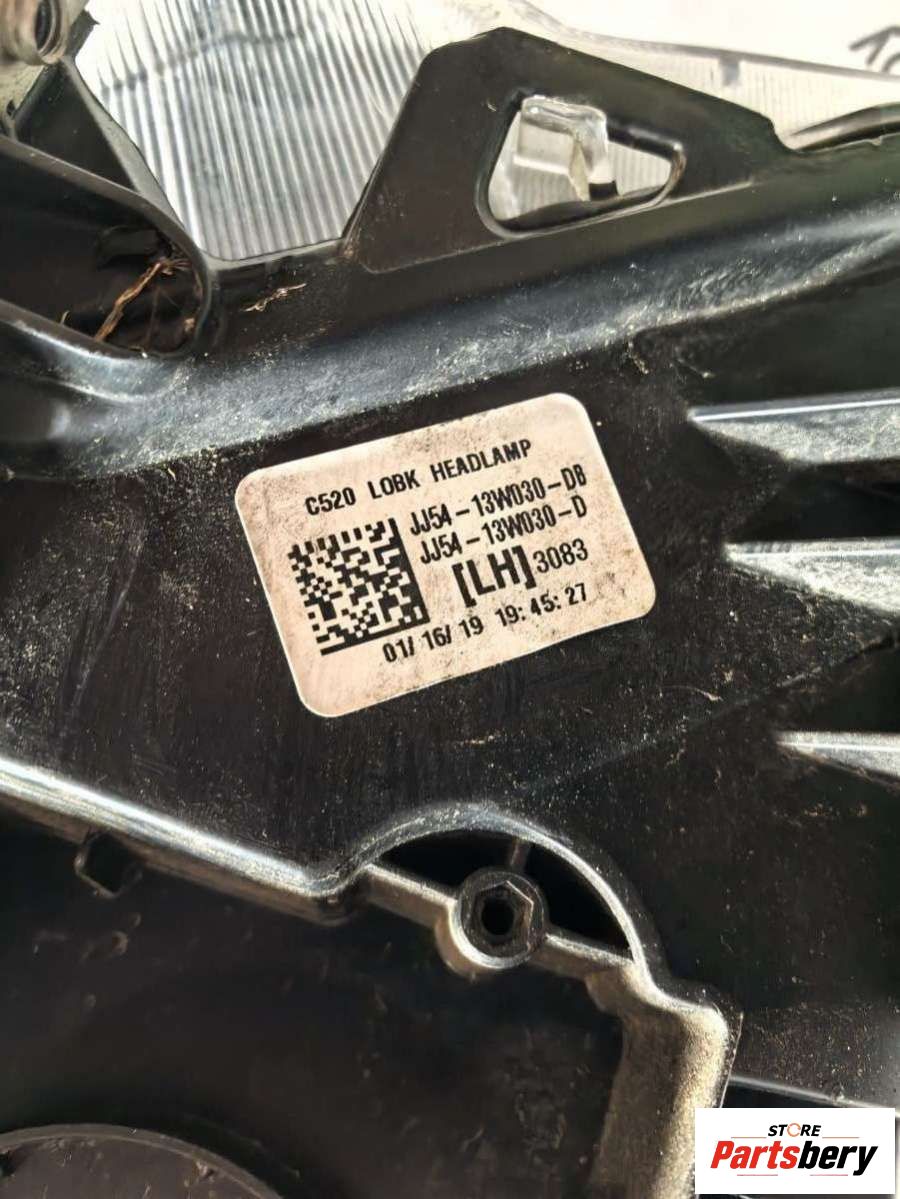 C520 LOBK HEADLAMP
JJ54-13W030-DB
JJ54-13W030-D
[LH]3083
01/ 16/ 19 19: 45: 27
STORE
Partsbery